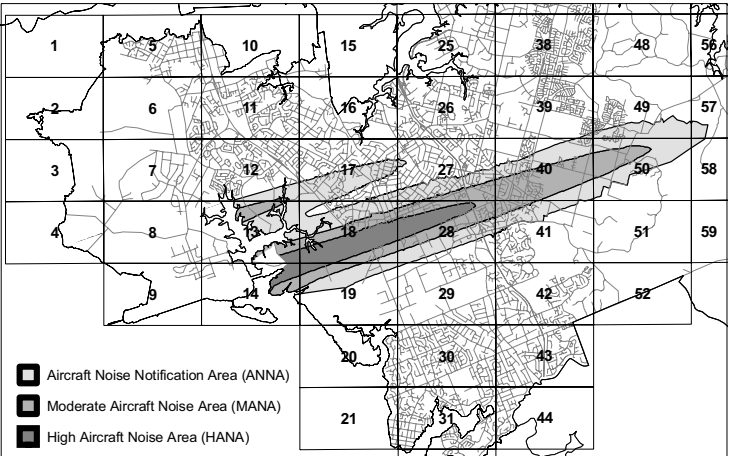 1 5 10 15 25 38 48 56
2 6 11 16 26 39 49 57
3 7 12 17 27 40 50 58
4 8 13 18 28 41 51 59
9 14 19 29 42 52
20 30 43
Aircraft Noise Notification Area (ANNA)
Moderate Aircraft Noise Area (MANA)
21 31 44
High Aircraft Noise Area (HANA)